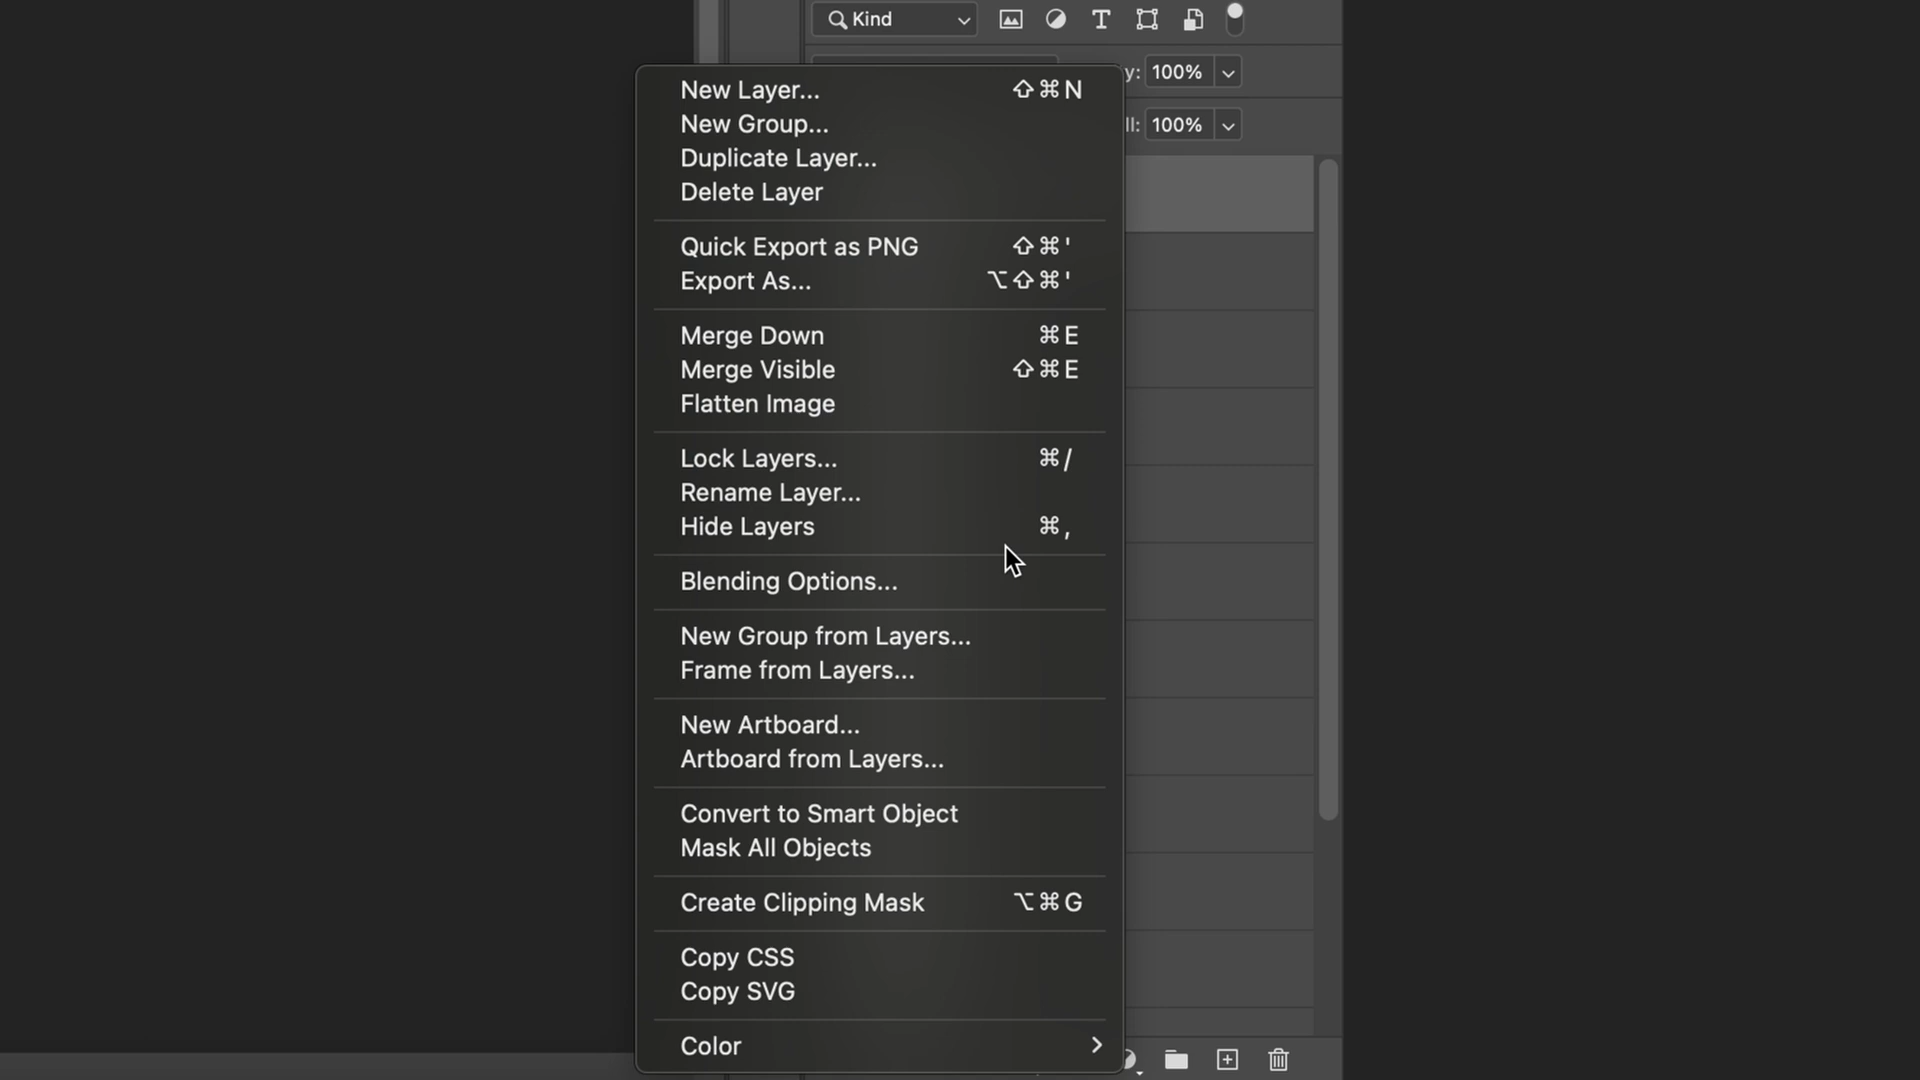 Kind
y: 100%
ll: 100%
New Layer... ⇧⌘N
New Group...
Duplicate Layer...
Delete Layer
Quick Export as PNG ⇧⌘'
Export As... ⌥⇧⌘'
Merge Down ⌘E
Merge Visible ⇧⌘E
Flatten Image
Lock Layers... ⌘/
Rename Layer...
Hide Layers ⌘,
Blending Options...
New Group from Layers...
Frame from Layers...
New Artboard...
Artboard from Layers...
Convert to Smart Object
Mask All Objects
Create Clipping Mask ⌥⌘G
Copy CSS
Copy SVG
Color